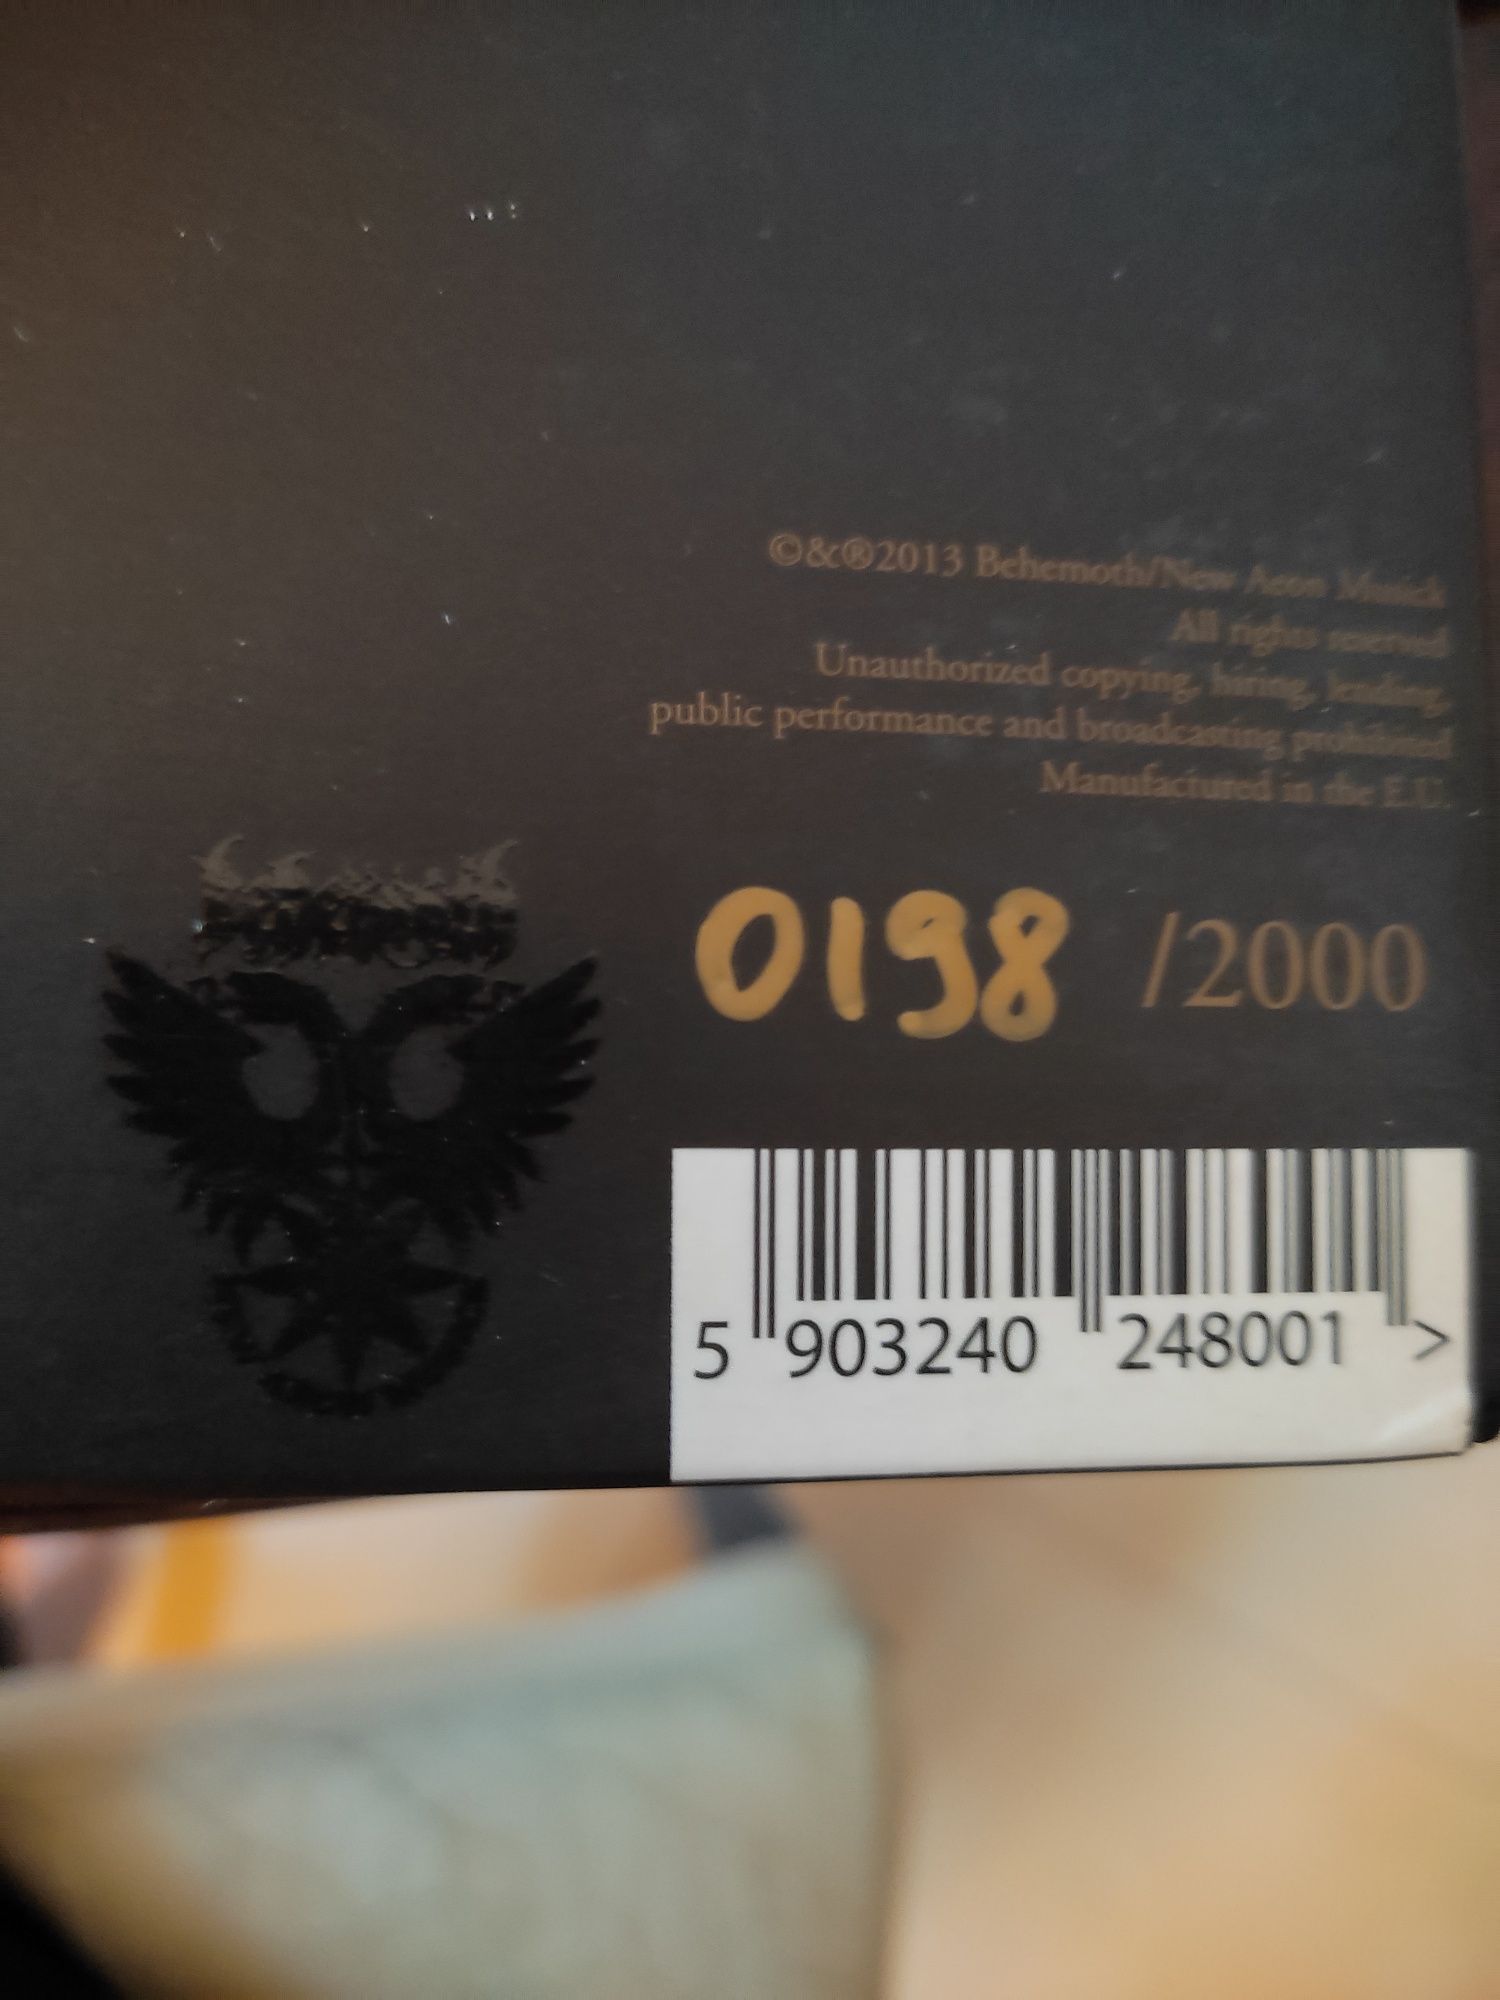 ©&®2013 Behemoth/New Aeon Musick
All rights reserved
Unauthorized copying, hiring, lending,
public performance and broadcasting prohibited
Manufactured in the E.U.
0198 /2000
5 903240 248001 >